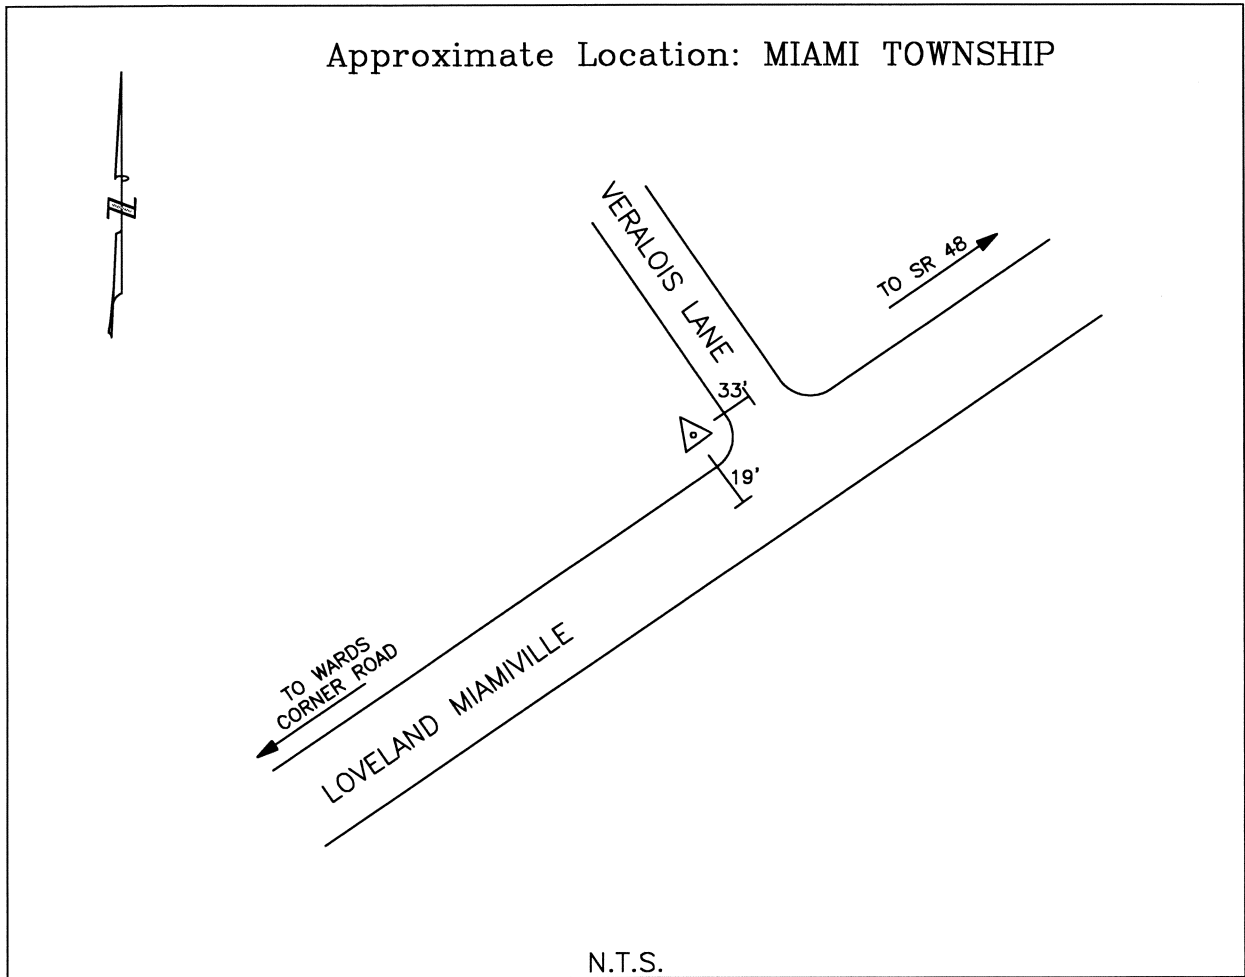 Approximate Location: MIAMI TOWNSHIP
N
VERALOIS LANE
TO SR 48
33'
19'
TO WARDS
CORNER ROAD
LOVELAND MIAMIVILLE
N.T.S.